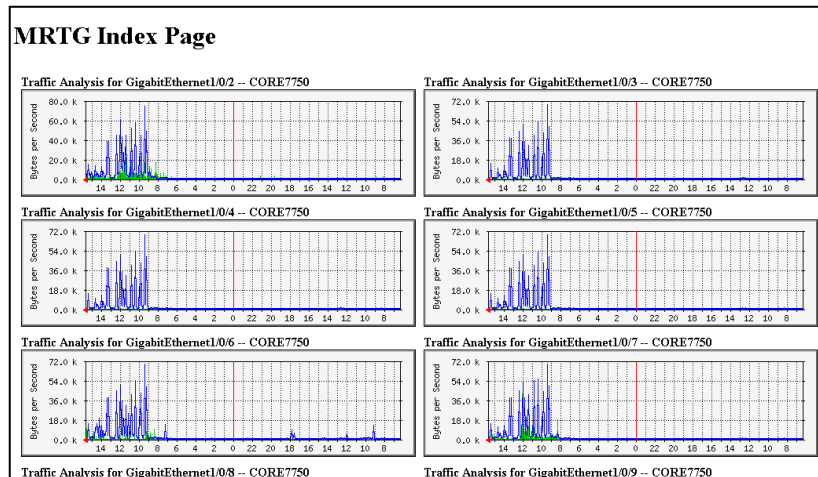 MRTG Index Page
Traffic Analysis for GigabitEthernet1/0/2 -- CORE7750
Traffic Analysis for GigabitEthernet1/0/3 -- CORE7750
Bytes per Second
80.0 k
60.0 k
40.0 k
20.0 k
0.0 k
14 12 10 8 6 4 2 0 22 20 18 16 14 12 10 8
Bytes per Second
72.0 k
54.0 k
36.0 k
18.0 k
0.0 k
14 12 10 8 6 4 2 0 22 20 18 16 14 12 10 8
Traffic Analysis for GigabitEthernet1/0/4 -- CORE7750
Traffic Analysis for GigabitEthernet1/0/5 -- CORE7750
Bytes per Second
72.0 k
54.0 k
36.0 k
18.0 k
0.0 k
14 12 10 8 6 4 2 0 22 20 18 16 14 12 10 8
Bytes per Second
72.0 k
54.0 k
36.0 k
18.0 k
0.0 k
14 12 10 8 6 4 2 0 22 20 18 16 14 12 10 8
Traffic Analysis for GigabitEthernet1/0/6 -- CORE7750
Traffic Analysis for GigabitEthernet1/0/7 -- CORE7750
Bytes per Second
72.0 k
54.0 k
36.0 k
18.0 k
0.0 k
14 12 10 8 6 4 2 0 22 20 18 16 14 12 10 8
Bytes per Second
72.0 k
54.0 k
36.0 k
18.0 k
0.0 k
14 12 10 8 6 4 2 0 22 20 18 16 14 12 10 8
Traffic Analysis for GigabitEthernet1/0/8 -- CORE7750
Traffic Analysis for GigabitEthernet1/0/9 -- CORE7750